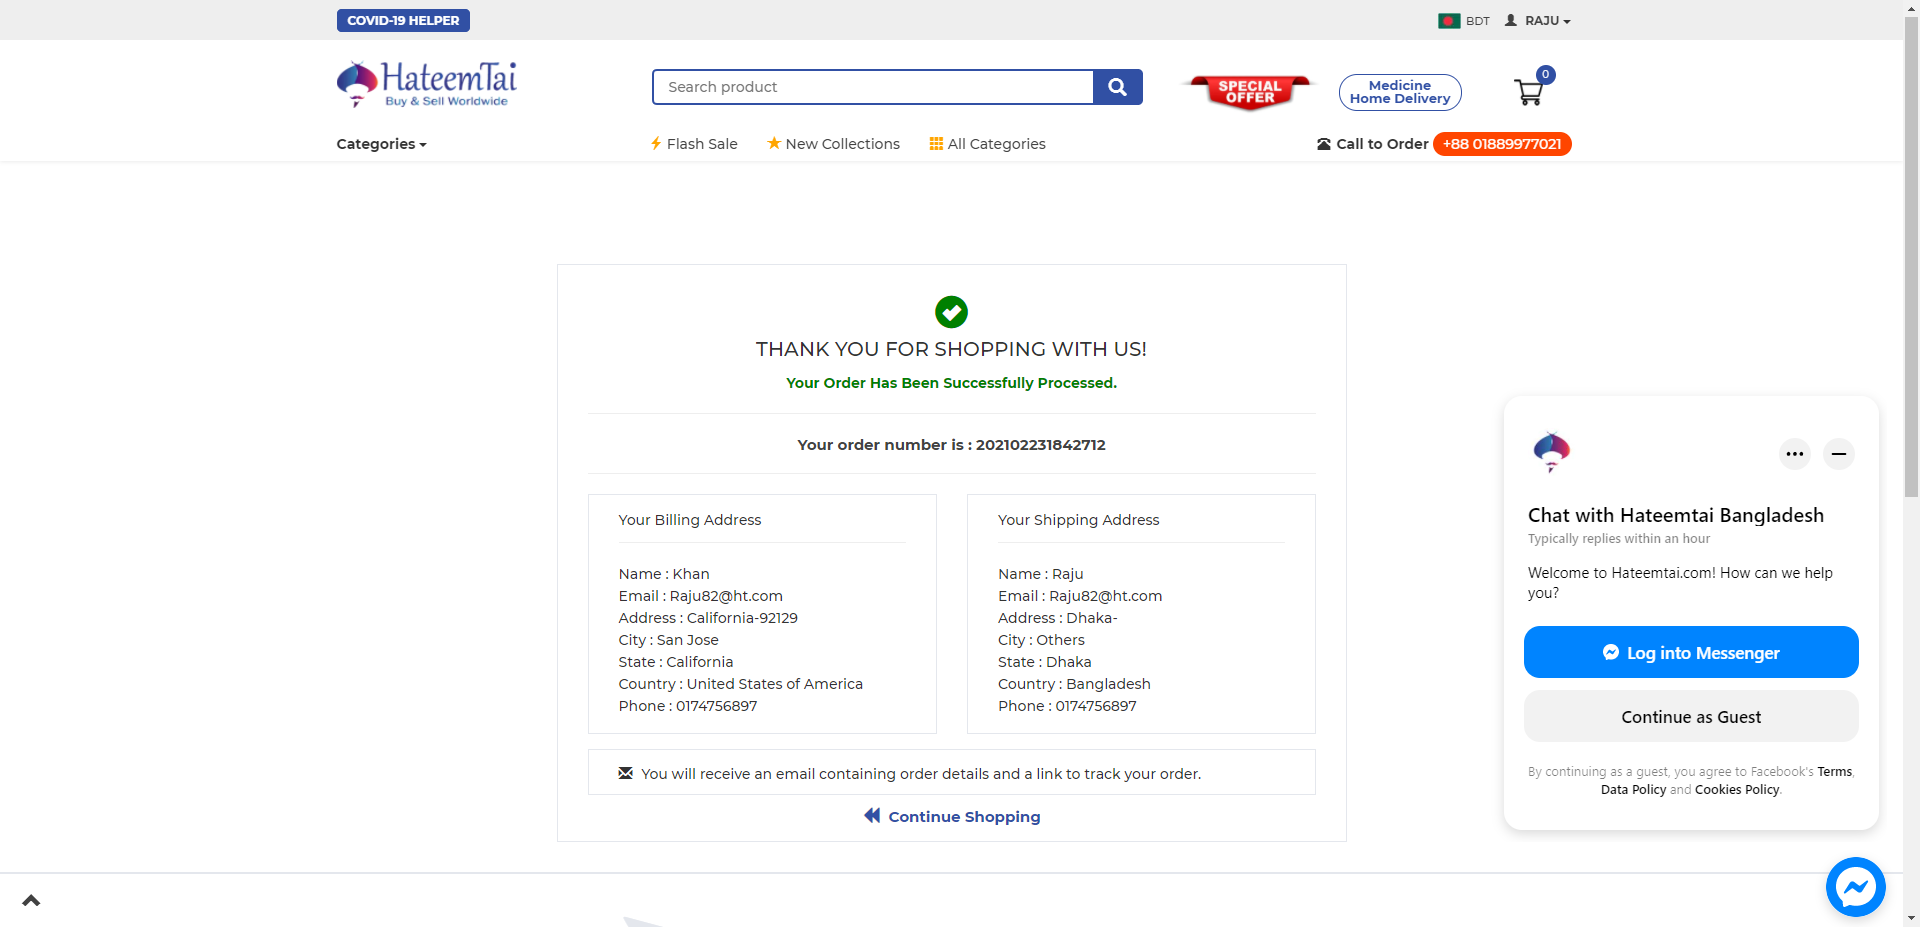 COVID-19 HELPER
BDT
RAJU
HateemTai
Buy & Sell Worldwide
Search product
SPECIAL
OFFER
Medicine
Home Delivery
0
Categories
Flash Sale
New Collections
All Categories
Call to Order
+88 01889977021
THANK YOU FOR SHOPPING WITH US!
Your Order Has Been Successfully Processed.
Your order number is : 202102231842712
Your Billing Address
Name : Khan
Email : Raju82@ht.com
Address : California-92129
City : San Jose
State : California
Country : United States of America
Phone : 0174756897
Your Shipping Address
Name : Raju
Email : Raju82@ht.com
Address : Dhaka-
City : Others
State : Dhaka
Country : Bangladesh
Phone : 0174756897
You will receive an email containing order details and a link to track your order.
Continue Shopping
Chat with Hateemtai Bangladesh
Typically replies within an hour
Welcome to Hateemtai.com! How can we help
you?
Log into Messenger
Continue as Guest
By continuing as a guest, you agree to Facebook's Terms,
Data Policy and Cookies Policy.